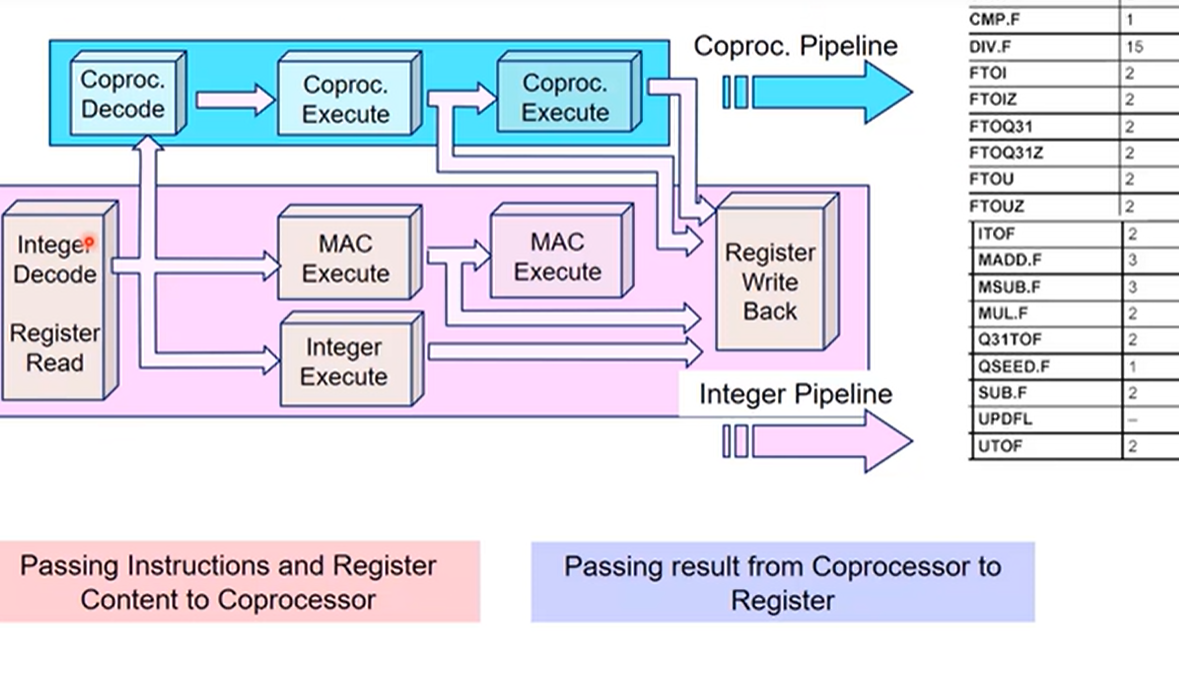 Coproc. Pipeline
Coproc.
Decode
Coproc.
Execute
Coproc.
Execute
Integer
Decode
Register
Read
MAC
Execute
MAC
Execute
Integer
Execute
Register
Write
Back
Integer Pipeline
CMP.F 1
DIV.F 15
FTOI 2
FTOIZ 2
FTOQ31 2
FTOQ31Z 2
FTOU 2
FTOUZ 2
ITOF 2
MADD.F 3
MSUB.F 3
MUL.F 2
Q31TOF 2
QSEED.F 1
SUB.F 2
UPDFL –
UTOF 2
Passing Instructions and Register
Content to Coprocessor
Passing result from Coprocessor to
Register